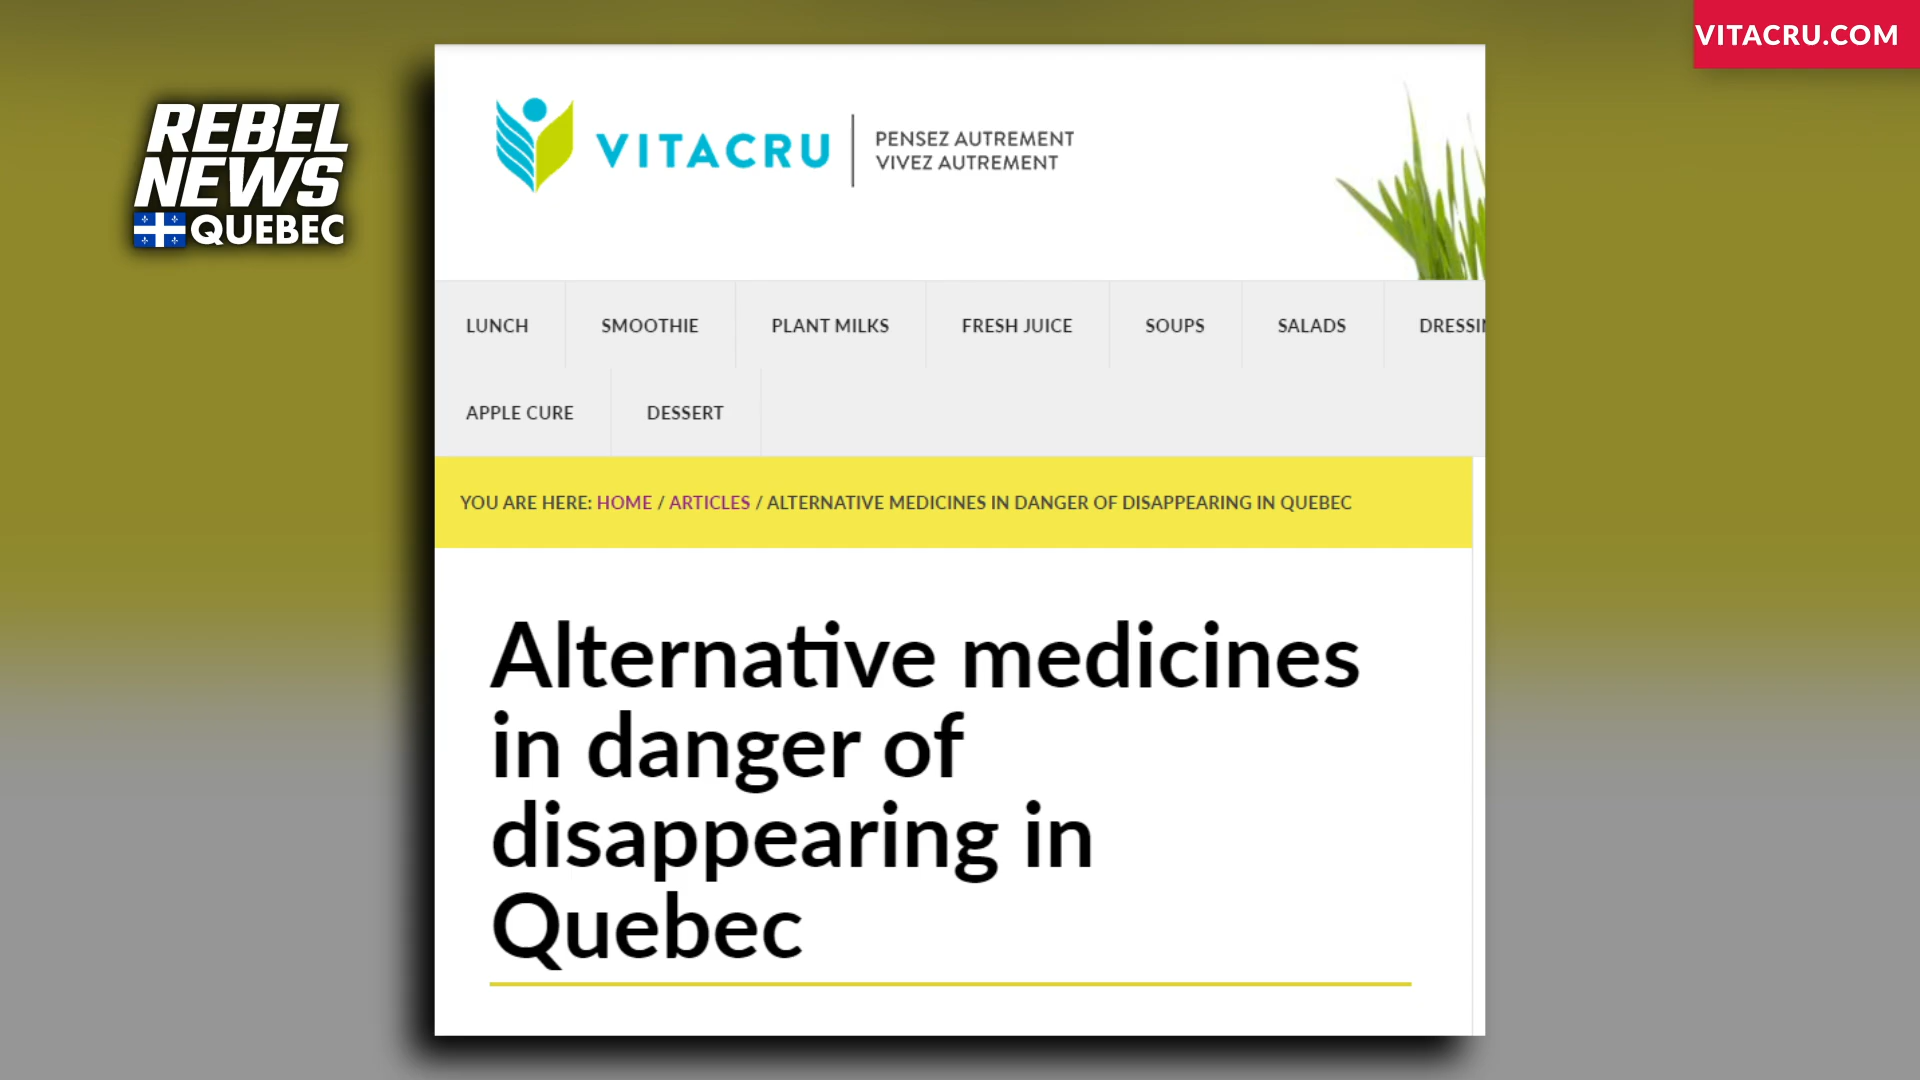 VITACRU.COM
REBEL
NEWS
QUEBEC
VITACRU
PENSEZ AUTREMENT
VIVEZ AUTREMENT
LUNCH SMOOTHIE PLANT MILKS FRESH JUICE SOUPS SALADS DRESSIN
APPLE CURE DESSERT
YOU ARE HERE: HOME / ARTICLES / ALTERNATIVE MEDICINES IN DANGER OF DISAPPEARING IN QUEBEC
Alternative medicines
in danger of
disappearing in
Quebec